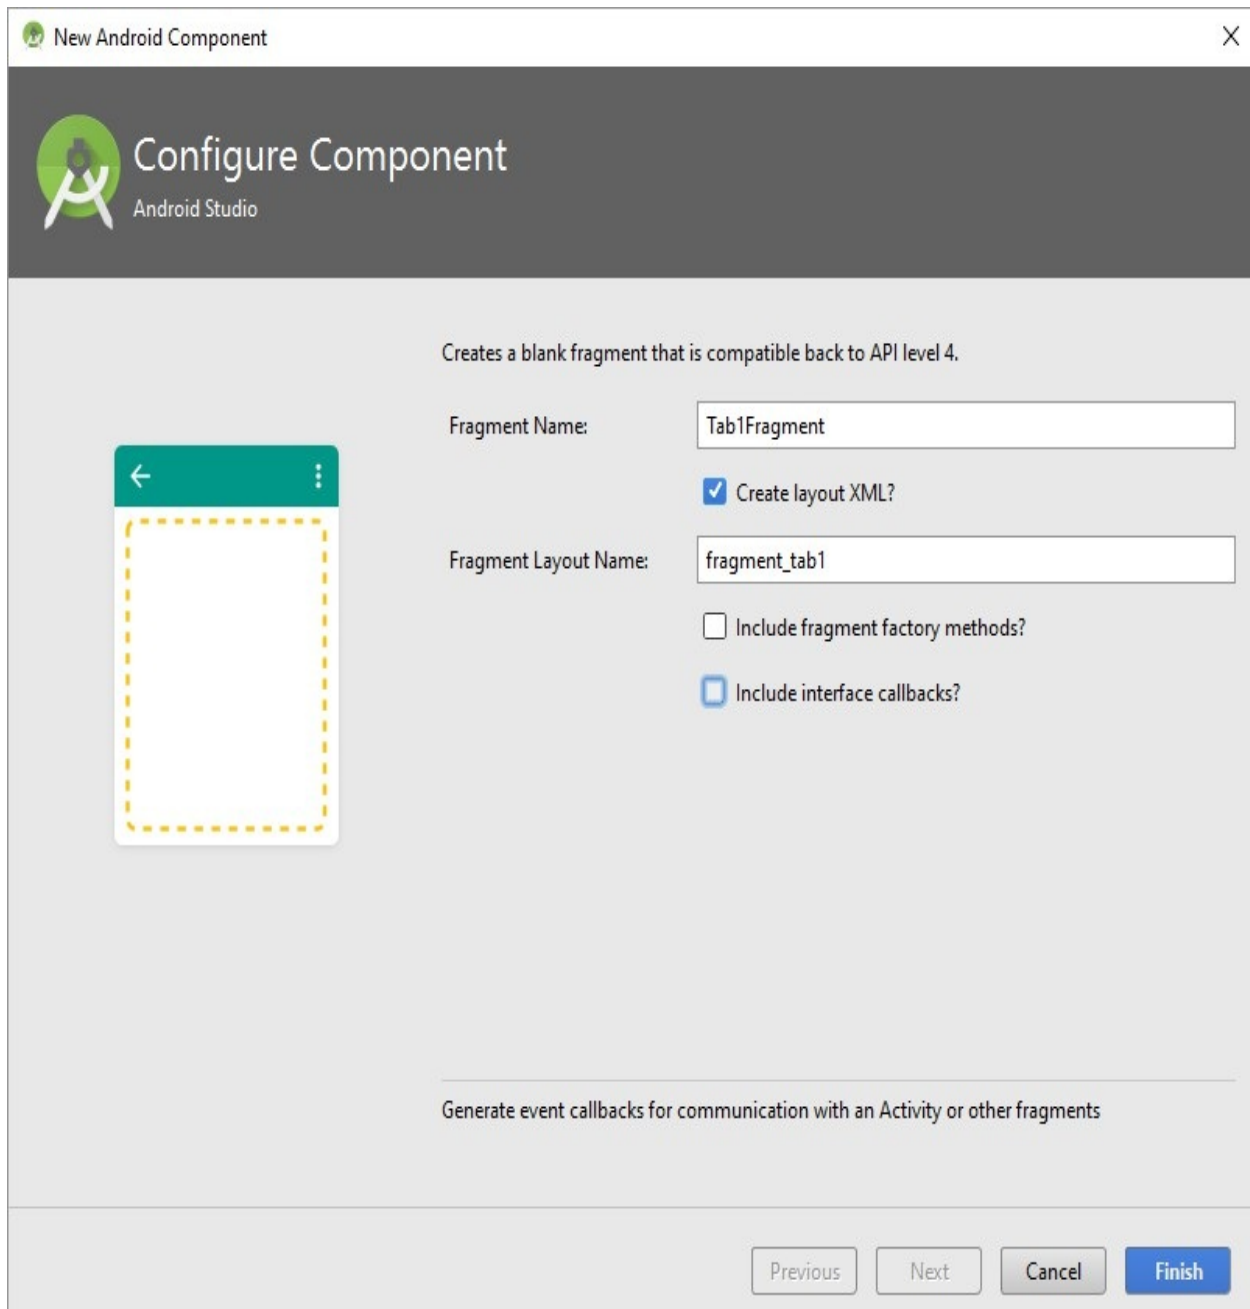 New Android Component
Configure Component
Android Studio
Creates a blank fragment that is compatible back to API level 4.
Fragment Name:
Tab1Fragment
Create layout XML?
Fragment Layout Name:
fragment_tab1
Include fragment factory methods?
Include interface callbacks?
Generate event callbacks for communication with an Activity or other fragments
Previous
Next
Cancel
Finish